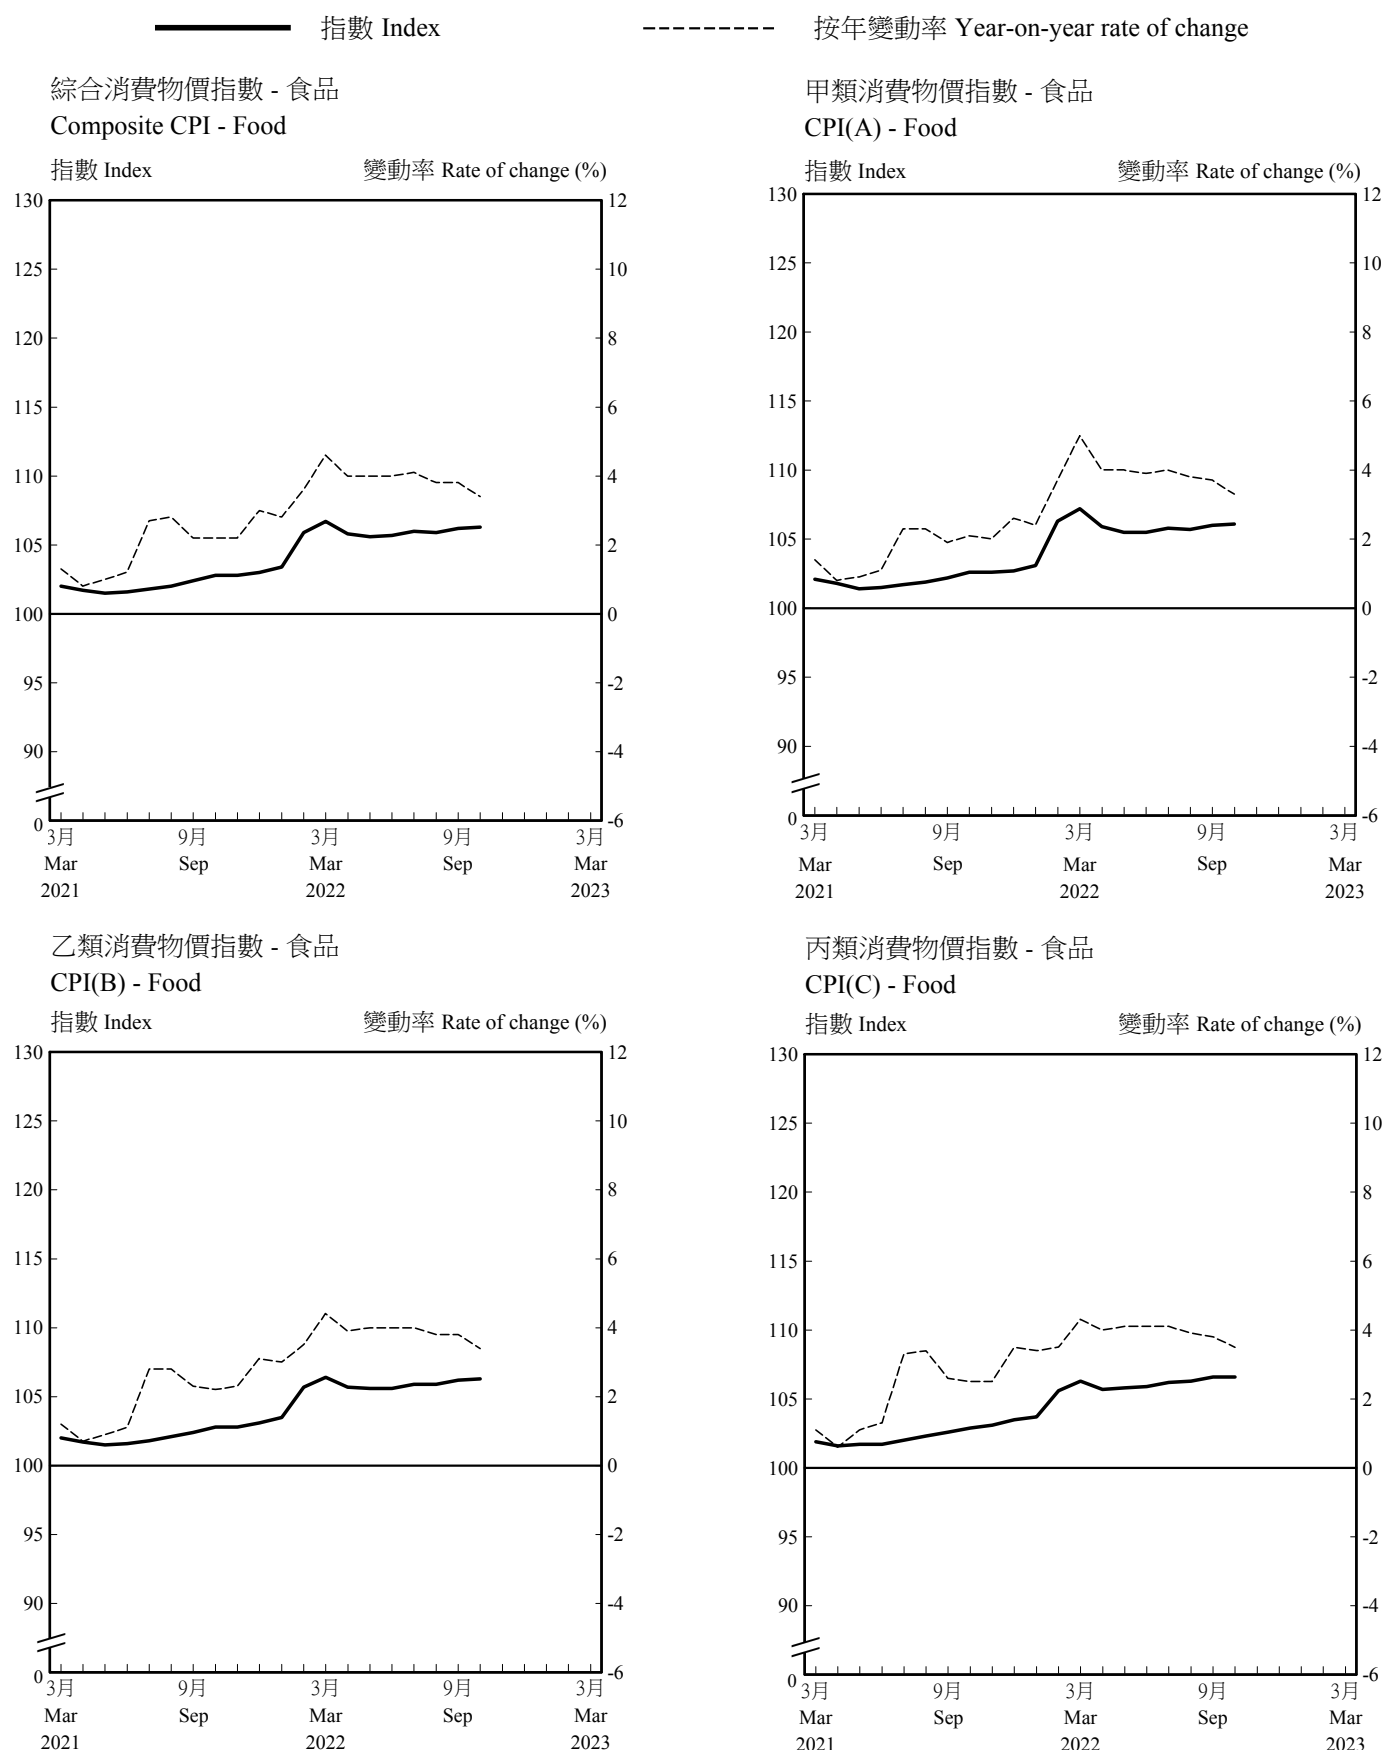 指數 Index
按年變動率 Year-on-year rate of change
綜合消費物價指數 - 食品
Composite CPI - Food
指數 Index
變動率 Rate of change (%)
130
125
120
115
110
105
100
95
90
0
12
10
8
6
4
2
0
-2
-4
-6
3月 9月 3月 9月 3月
Mar Sep Mar Sep Mar
2021 2022 2023
甲類消費物價指數 - 食品
CPI(A) - Food
指數 Index
變動率 Rate of change (%)
130
125
120
115
110
105
100
95
90
0
12
10
8
6
4
2
0
-2
-4
-6
3月 9月 3月 9月 3月
Mar Sep Mar Sep Mar
2021 2022 2023
乙類消費物價指數 - 食品
CPI(B) - Food
指數 Index
變動率 Rate of change (%)
130
125
120
115
110
105
100
95
90
0
12
10
8
6
4
2
0
-2
-4
-6
3月 9月 3月 9月 3月
Mar Sep Mar Sep Mar
2021 2022 2023
丙類消費物價指數 - 食品
CPI(C) - Food
指數 Index
變動率 Rate of change (%)
130
125
120
115
110
105
100
95
90
0
12
10
8
6
4
2
0
-2
-4
-6
3月 9月 3月 9月 3月
Mar Sep Mar Sep Mar
2021 2022 2023